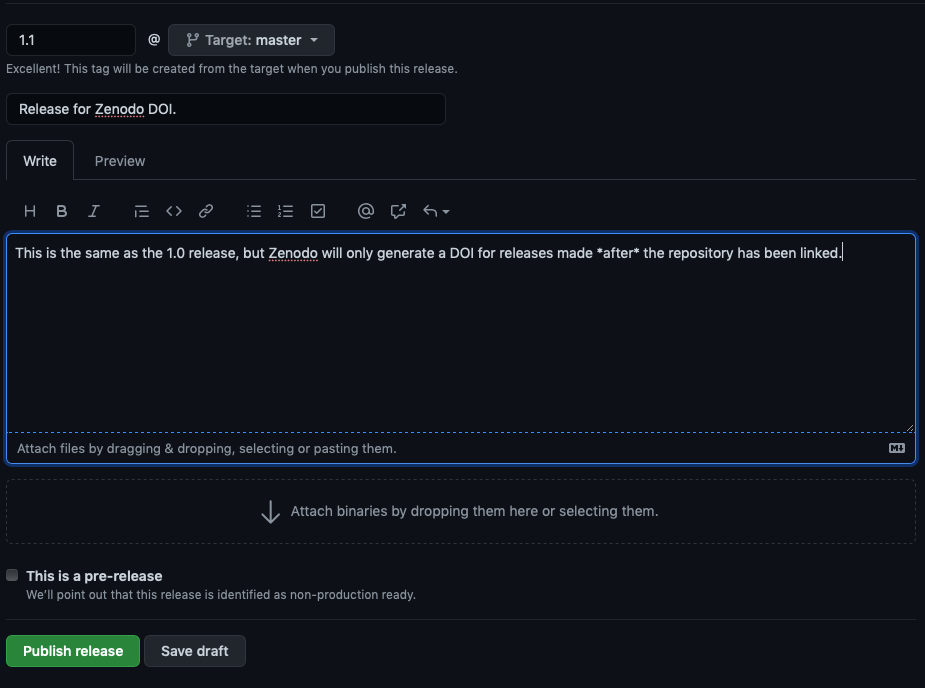 1.1 @ Target: master
Excellent! This tag will be created from the target when you publish this release.
Release for Zenodo DOI.
Write Preview
This is the same as the 1.0 release, but Zenodo will only generate a DOI for releases made *after* the repository has been linked.
Attach files by dragging & dropping, selecting or pasting them.
Attach binaries by dropping them here or selecting them.
This is a pre-release
We’ll point out that this release is identified as non-production ready.
Publish release Save draft